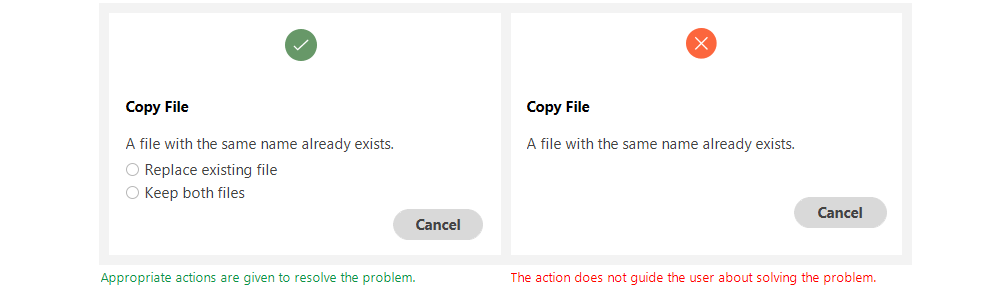 Copy File
A file with the same name already exists.
Replace existing file
Keep both files
Cancel
Appropriate actions are given to resolve the problem.
Copy File
A file with the same name already exists.
Cancel
The action does not guide the user about solving the problem.